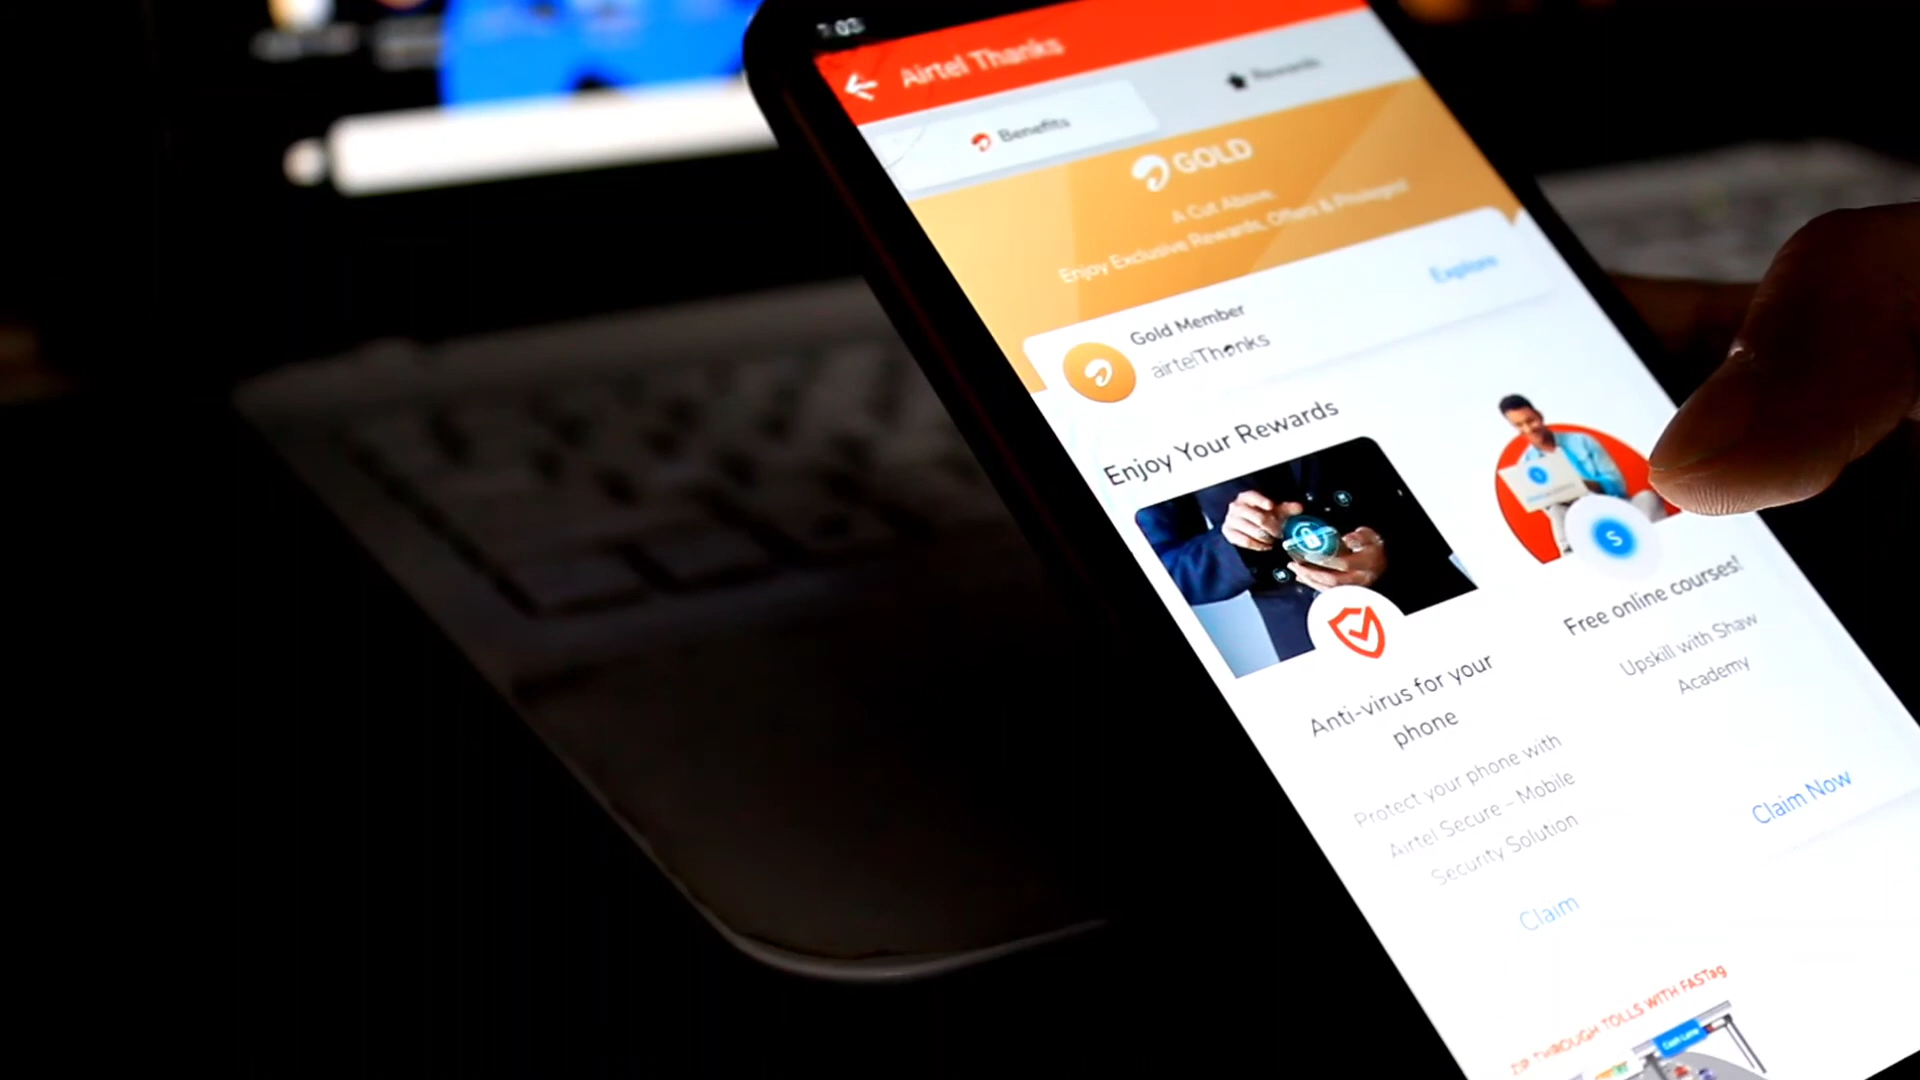 :03
Airtel Thanks
Benefits
Rewards
GOLD
A Cut Above,
Enjoy Exclusive Rewards, Offers & Privileges!
Gold Member
airtelThanks
Explore
Enjoy Your Rewards
Anti-virus for your
phone
Protect your phone with
Airtel Secure – Mobile
Security Solution
Claim
S
Free online courses!
Upskill with Shaw
Academy
Claim Now
ZIP THROUGH TOLLS WITH FASTag